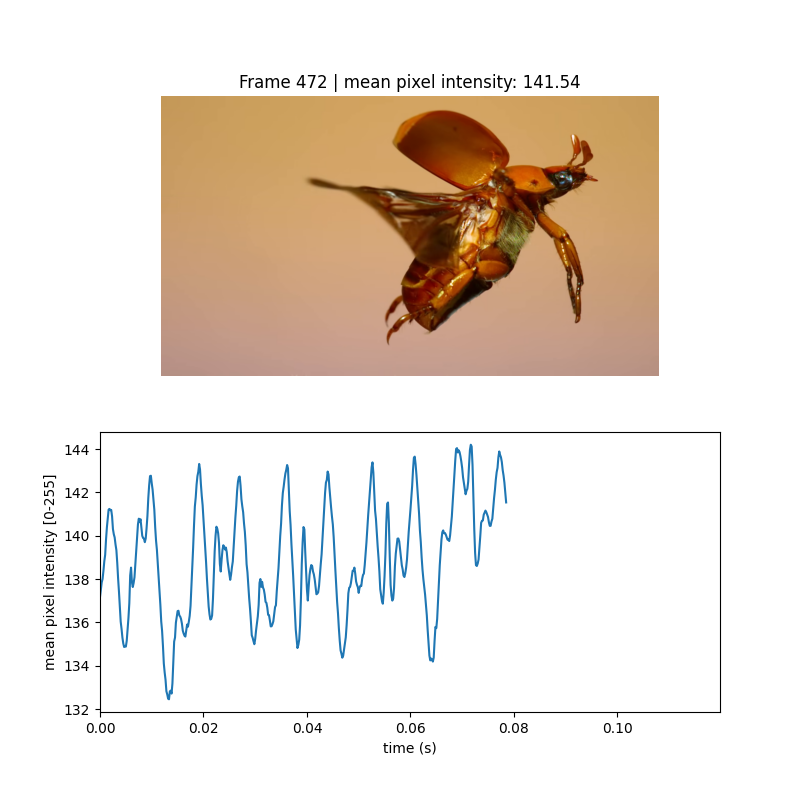 Frame 472 | mean pixel intensity: 141.54
144
142
140
138
136
134
132
mean pixel intensity [0-255]
0.00 0.02 0.04 0.06 0.08 0.10
time (s)